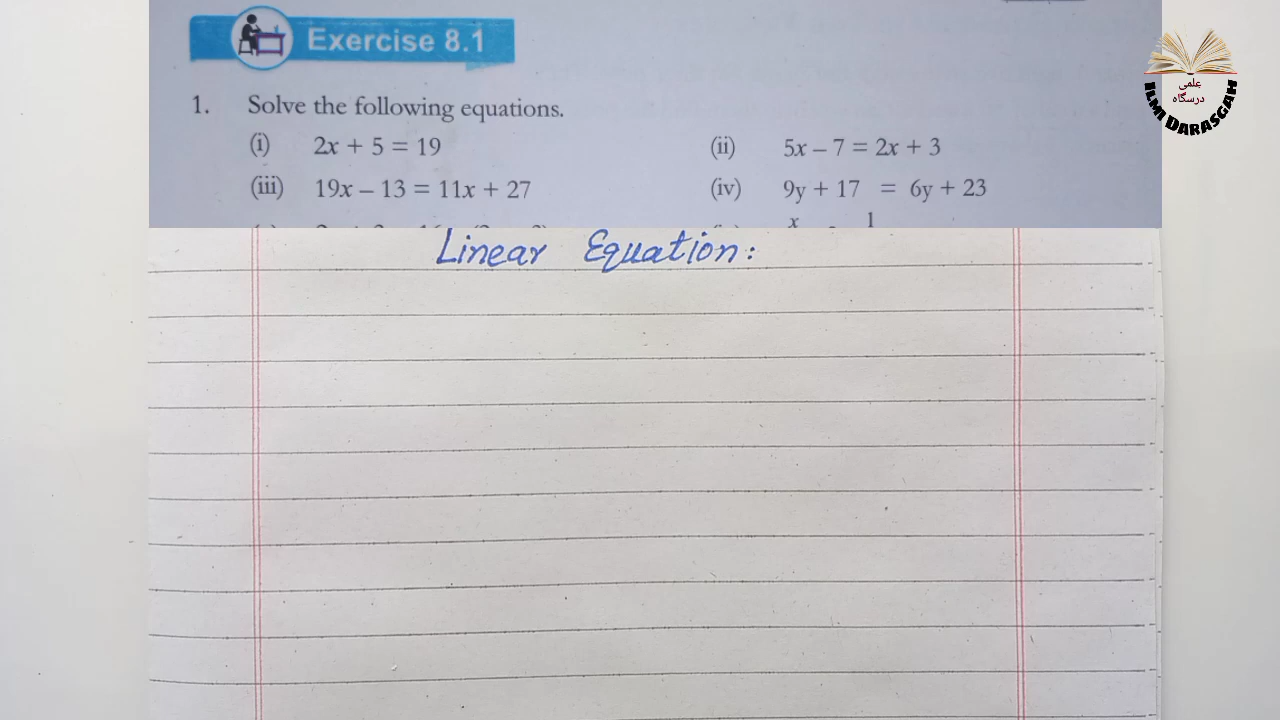 Exercise 8.1
1. Solve the following equations.
(i) 2x + 5 = 19 (ii) 5x – 7 = 2x + 3
(iii) 19x – 13 = 11x + 27 (iv) 9y + 17 = 6y + 23
x 1
Linear Equation:
علمی
درسگاہ
ILMI DARASGAH